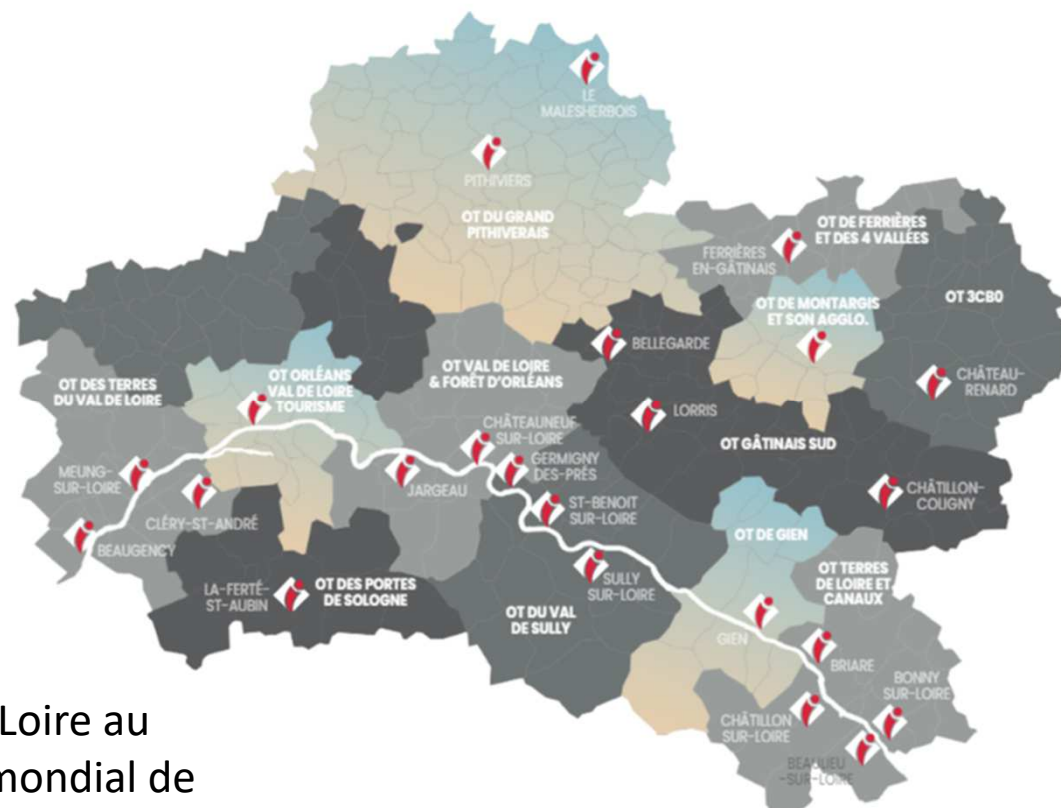 LE
MALESHERBOIS
PITHIVIERS
OT DU GRAND
PITHIVERAIS
OT DE FERRIÈRES
ET DES 4 VALLÉES
FERRIÈRES
EN-GÂTINAIS
OT DE MONTARGIS
ET SON AGGLO.
OT 3CBO
BELLEGARDE
CHÂTEAU-
RENARD
OT DES TERRES
DU VAL DE LOIRE
OT ORLÉANS
VAL DE LOIRE
TOURISME
OT VAL DE LOIRE
& FORÊT D'ORLÉANS
LORRIS
OT GÂTINAIS SUD
CHÂTEAUNEUF
SUR-LOIRE
GERMIGNY
DES-PRÉS
MEUNG-
SUR-LOIRE
JARGEAU
CHÂTILLON-
COLIGNY
CLÉRY-ST-ANDRÉ
ST-BENOIT
SUR-LOIRE
BEAUGENCY
OT DE GIEN
OT TERRES
DE LOIRE ET
CANAUX
LA-FERTÉ-
ST-AUBIN
OT DES PORTES
DE SOLOGNE
SULLY
SUR-LOIRE
OT DU VAL
DE SULLY
GIEN
BRIARE
BONNY
SUR-LOIRE
CHÂTILLON
SUR-LOIRE
BEAULIEU
-SUR-LOIRE
Loire au
mondial de